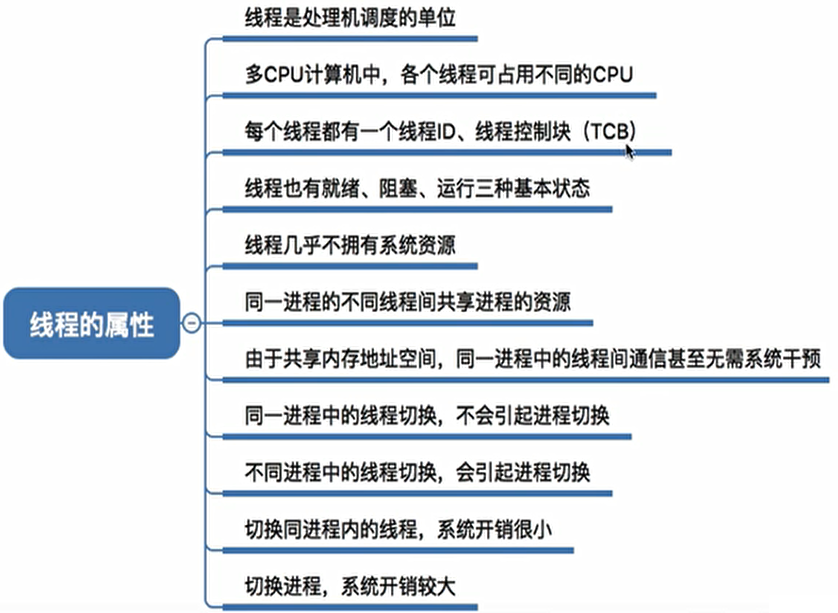 线程是处理机调度的单位
多CPU计算机中，各个线程可占用不同的CPU
每个线程都有一个线程ID、线程控制块（TCB）
线程也有就绪、阻塞、运行三种基本状态
线程几乎不拥有系统资源
线程的属性
同一进程的不同线程间共享进程的资源
由于共享内存地址空间，同一进程中的线程间通信甚至无需系统干预
同一进程中的线程切换，不会引起进程切换
不同进程中的线程切换，会引起进程切换
切换同进程内的线程，系统开销很小
切换进程，系统开销较大